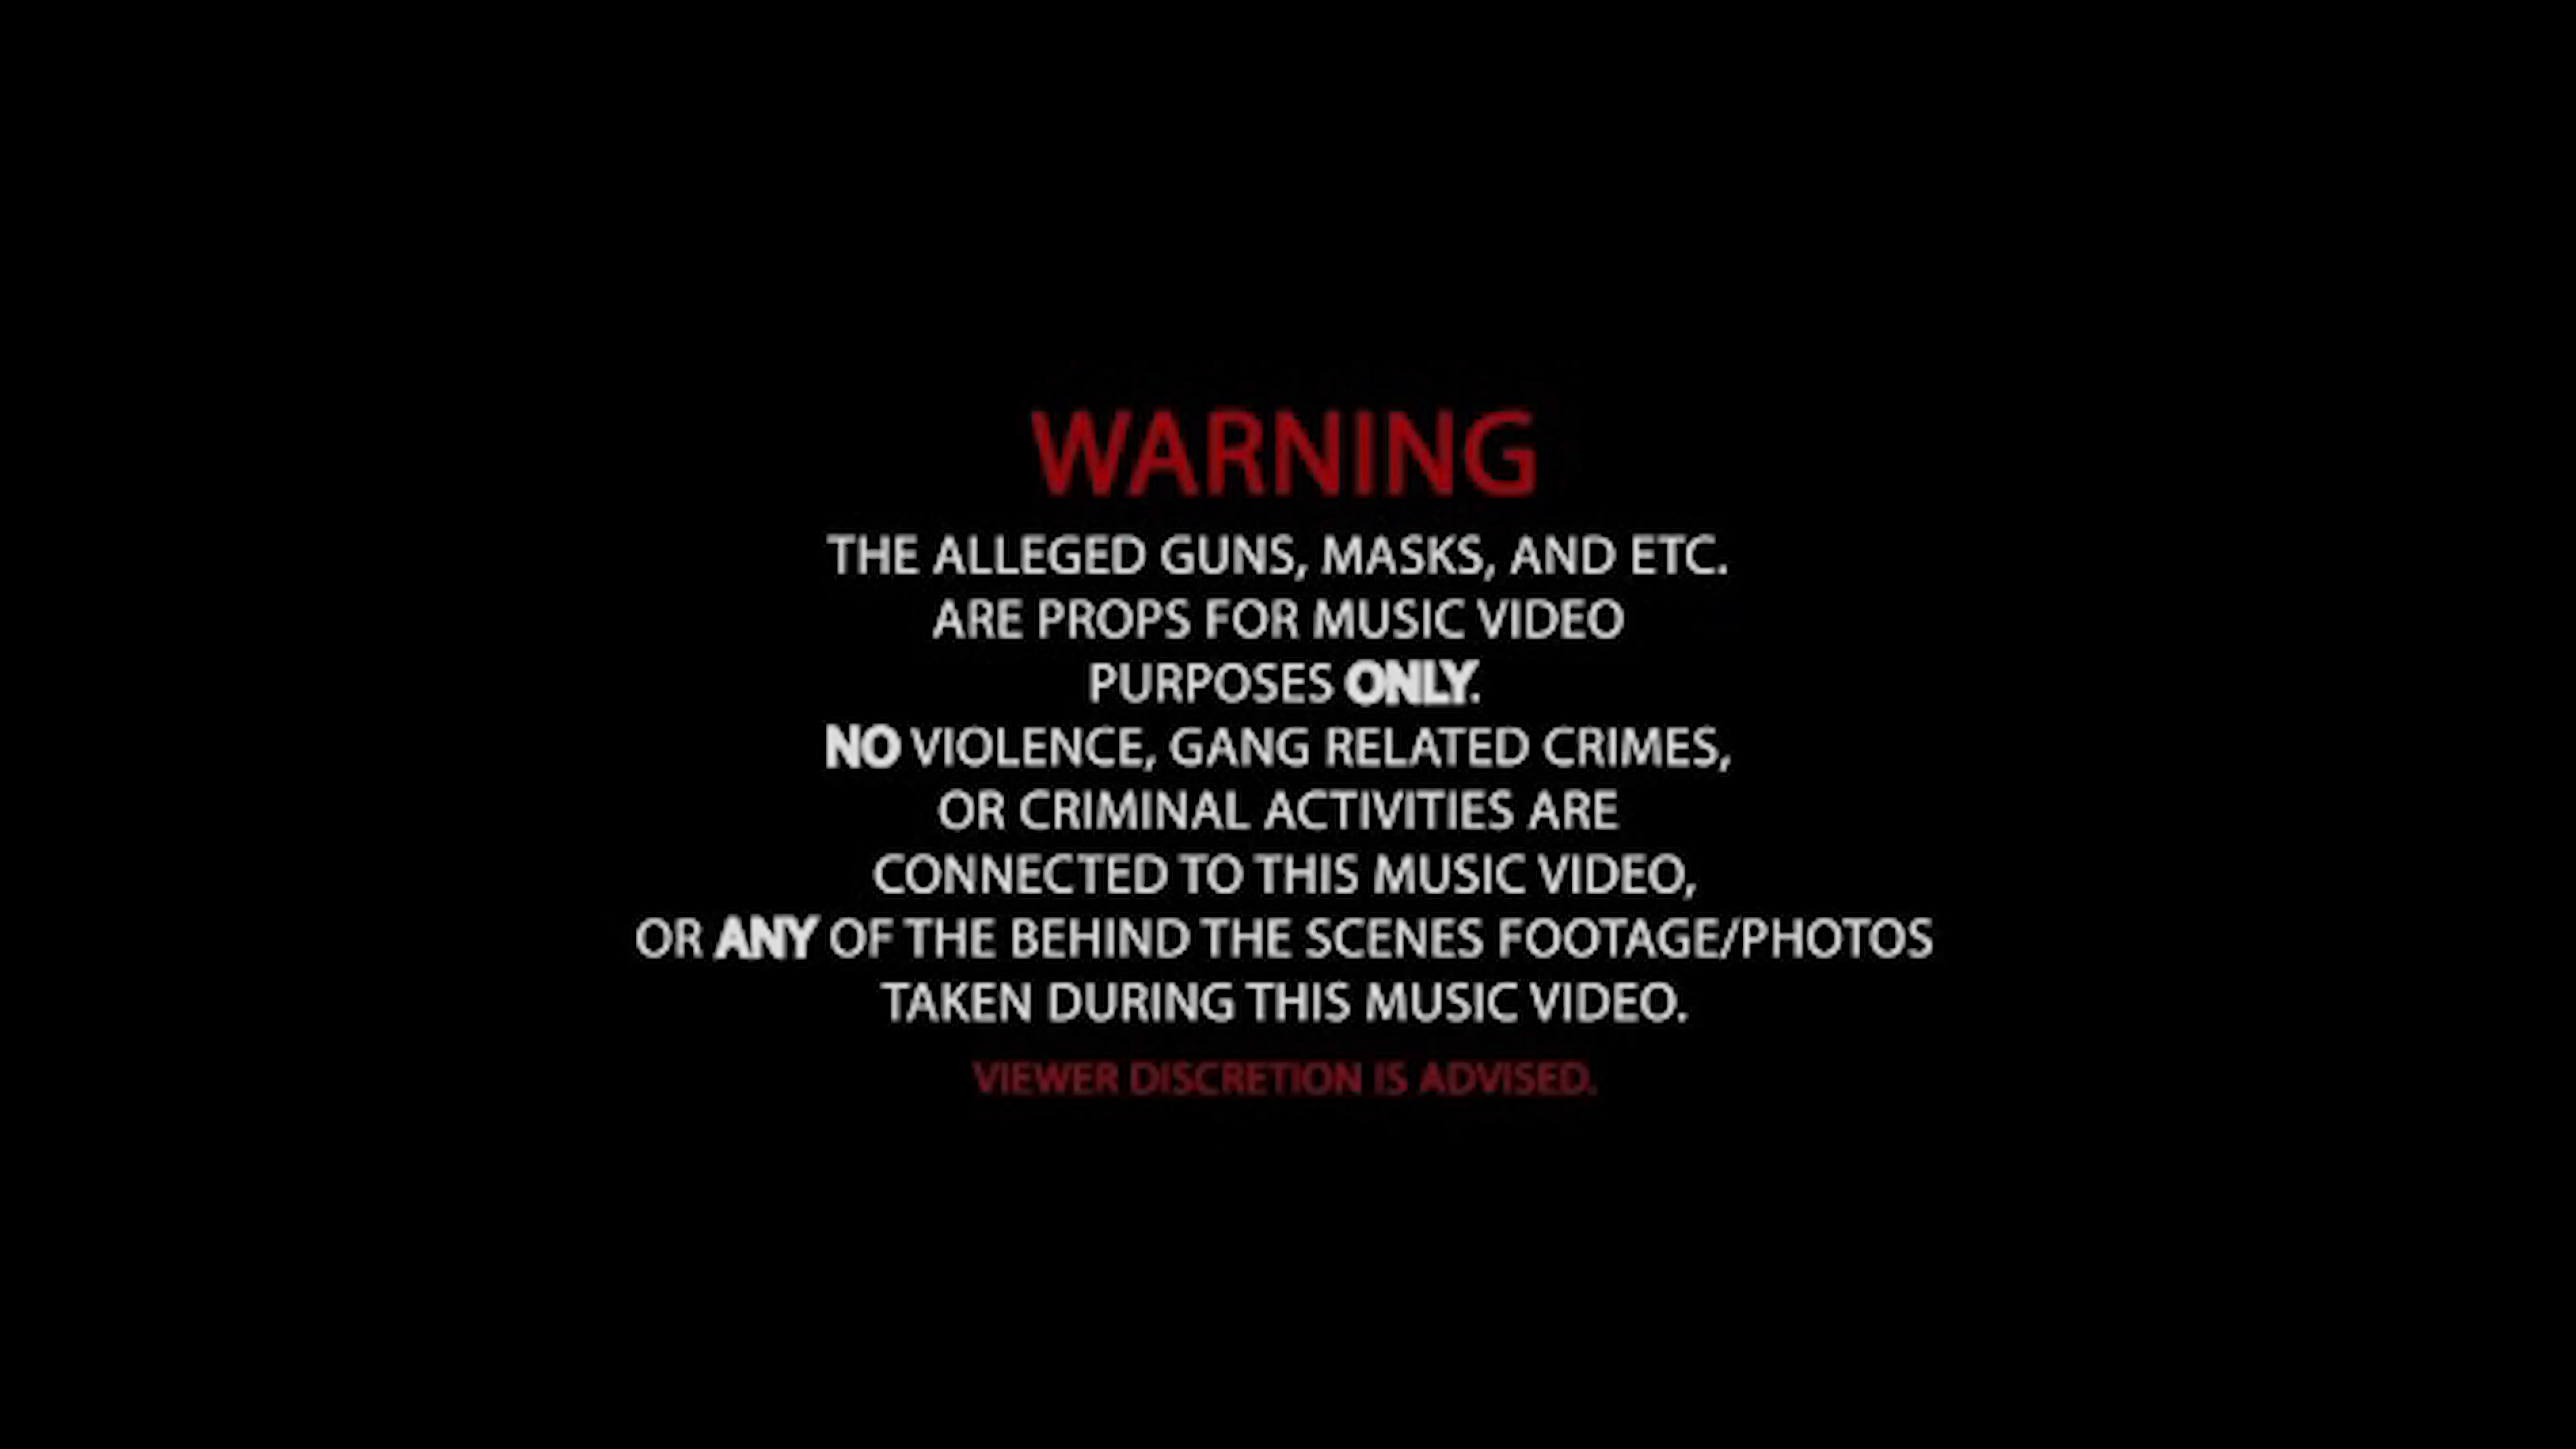 WARNING
THE ALLEGED GUNS, MASKS, AND ETC.
ARE PROPS FOR MUSIC VIDEO
PURPOSES ONLY.
NO VIOLENCE, GANG RELATED CRIMES,
OR CRIMINAL ACTIVITIES ARE
CONNECTED TO THIS MUSIC VIDEO,
OR ANY OF THE BEHIND THE SCENES FOOTAGE/PHOTOS
TAKEN DURING THIS MUSIC VIDEO.
VIEWER DISCRETION IS ADVISED.